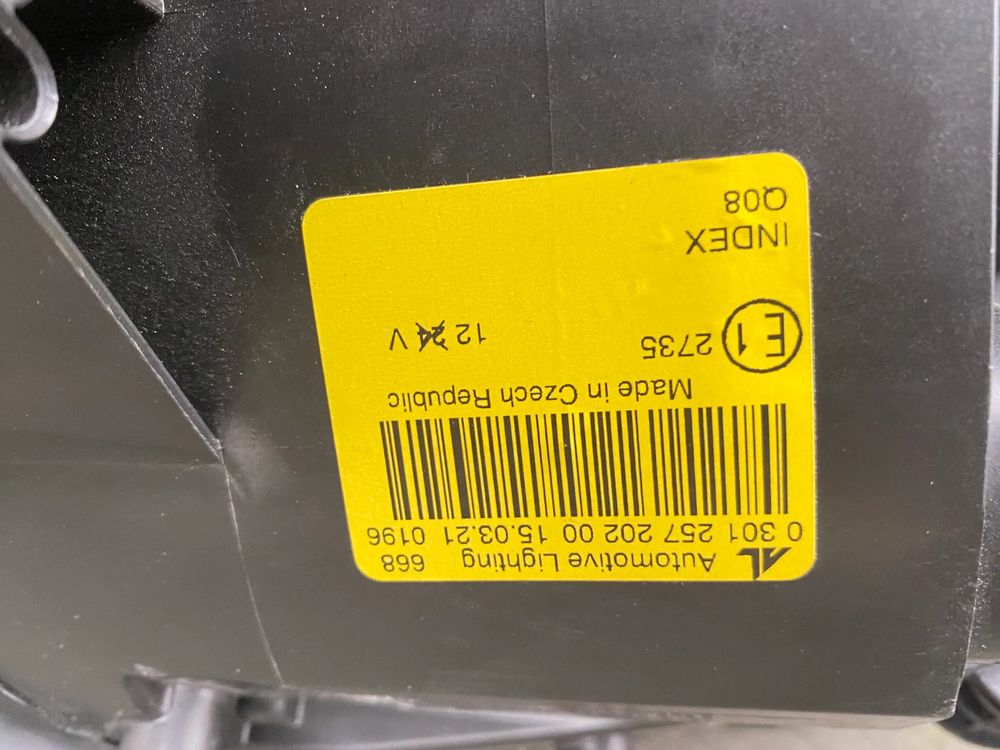 AL Automotive Lighting 668
0 301 257 202 00 15.03.21 0196
Made in Czech Republic
E1 2735 12 24 V
INDEX
Q08